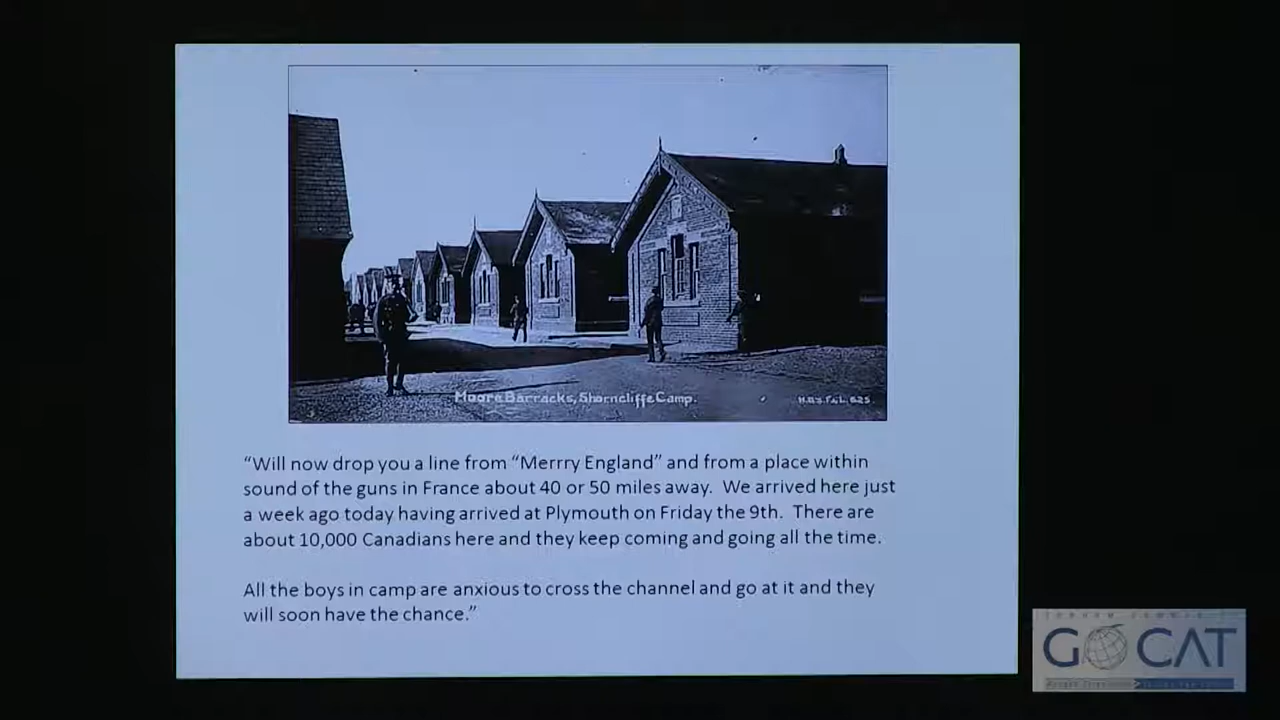 Moore Barracks, Shorncliffe Camp.
“Will now drop you a line from “Merrry England” and from a place within
sound of the guns in France about 40 or 50 miles away.  We arrived here just
a week ago today having arrived at Plymouth on Friday the 9th.  There are
about 10,000 Canadians here and they keep coming and going all the time.
All the boys in camp are anxious to cross the channel and go at it and they
will soon have the chance.”
GOCAT